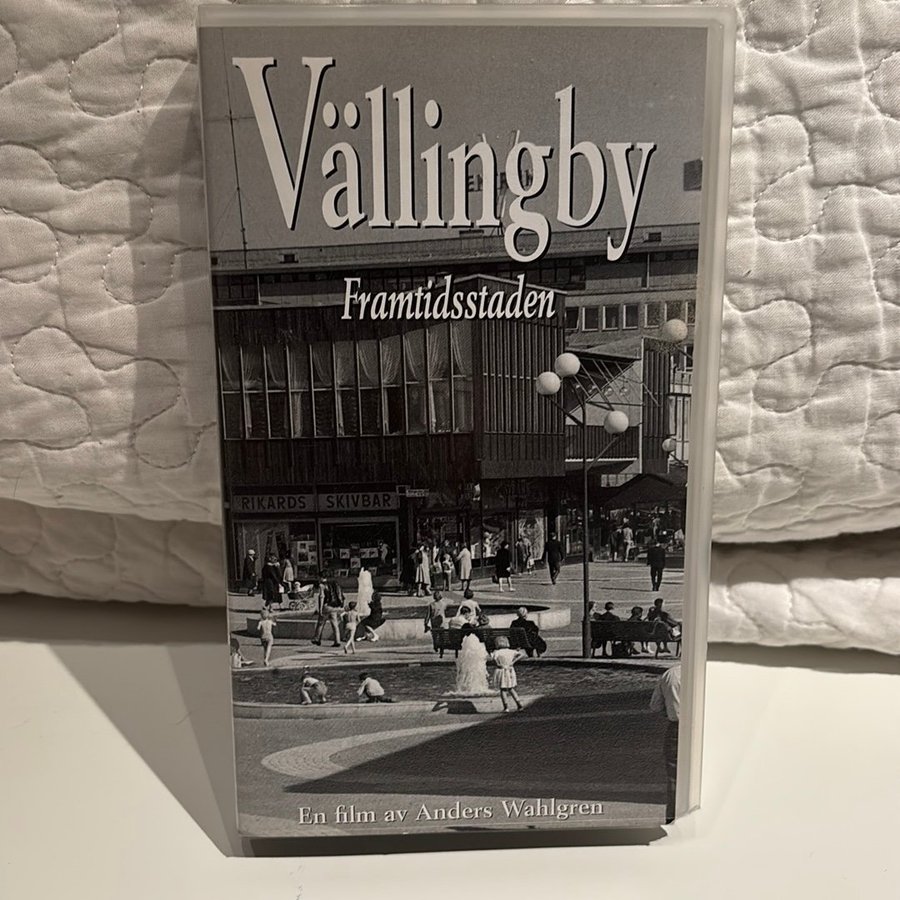 Vällingby
Framtidsstaden
RIKARDS SKIVBAR
En film av Anders Wahlgren